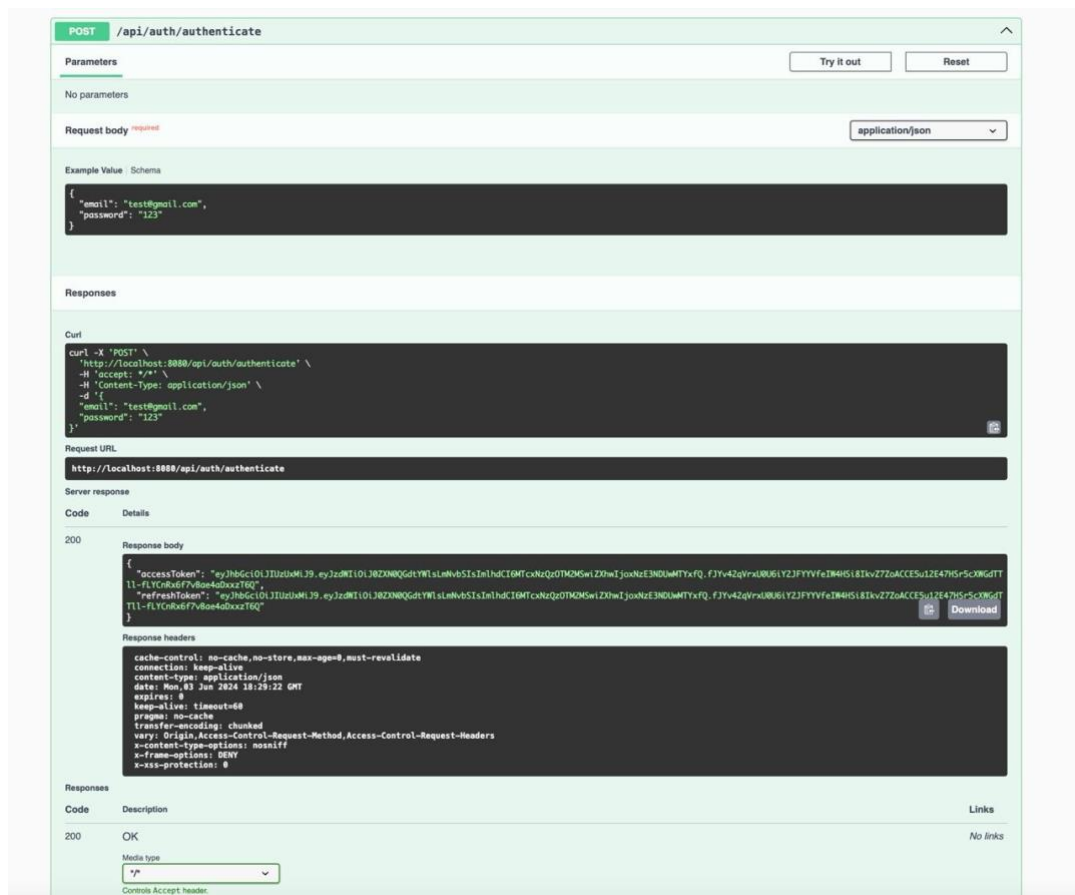 POST /api/auth/authenticate
Parameters
Try it out
Reset
No parameters
Request body required
application/json
Example Value Schema
{
"email": "test@gmail.com",
"password": "123"
}
Responses
Curl
curl -X 'POST' \
'http://localhost:8080/api/auth/authenticate' \
-H 'accept: */*' \
-H 'Content-Type: application/json' \
-d '{
"email": "test@gmail.com",
"password": "123"
}'
Request URL
http://localhost:8080/api/auth/authenticate
Server response
Code Details
200
Response body
{
"accessToken":
"refreshToken":
}
Download
Response headers
cache-control: no-cache,no-store,max-age=0,must-revalidate
connection: keep-alive
content-type: application/json
date: Mon,03 Jun 2024 18:29:22 GMT
expires: 0
keep-alive: timeout=60
pragma: no-cache
transfer-encoding: chunked
vary: Origin,Access-Control-Request-Method,Access-Control-Request-Headers
x-content-type-options: nosniff
x-frame-options: DENY
x-xss-protection: 0
Responses
Code Description Links
200 OK No links
Media type
*/*
Controls Accept header.